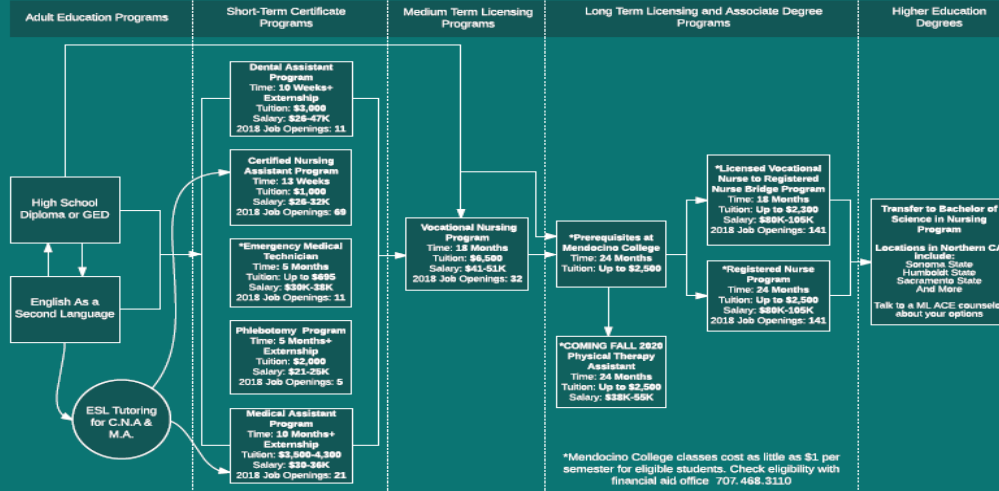 Adult Education Programs
Short-Term Certificate
Programs
Medium Term Licensing
Programs
Long Term Licensing and Associate Degree
Programs
Higher Education
Degrees
High School
Diploma or GED
English As a
Second Language
ESL Tutoring
for C.N.A &
M.A.
Dental Assistant
Program
Time: 10 Weeks+
Externship
Tuition: $3,000
Salary: $26-47K
2018 Job Openings: 11
Certified Nursing
Assistant Program
Time: 13 Weeks
Tuition: $1,000
Salary: $26-32K
2018 Job Openings: 69
*Emergency Medical
Technician
Time: 5 Months
Tuition: Up to $695
Salary: $30K-38K
2018 Job Openings: 11
Phlebotomy Program
Time: 5 Months+
Externship
Tuition: $2,000
Salary: $21-25K
2018 Job Openings: 5
Medical Assistant
Program
Time: 10 Months+
Externship
Tuition: $3,500-4,300
Salary: $30-36K
2018 Job Openings: 21
Vocational Nursing
Program
Time: 18 Months
Tuition: $6,500
Salary: $41-51K
2018 Job Openings: 32
*Prerequisites at
Mendocino College
Time: 24 Months
Tuition: Up to $2,500
*COMING FALL 2020
Physical Therapy
Assistant
Time: 24 Months
Tuition: Up to $2,500
Salary: $38K-55K
*Licensed Vocational
Nurse to Registered
Nurse Bridge Program
Time: 18 Months
Tuition: Up to $2,300
Salary: $80K-105K
2018 Job Openings: 141
*Registered Nurse
Program
Time: 24 Months
Tuition: Up to $2,500
Salary: $80K-105K
2018 Job Openings: 141
Transfer to Bachelor of
Science in Nursing
Program
Locations in Northern CA
Include:
Sonoma State
Humboldt State
Sacramento State
And More
Talk to a ML ACE counselo
about your options
*Mendocino College classes cost as little as $1 per
semester for eligible students. Check eligibility with
financial aid office 707.468.3110